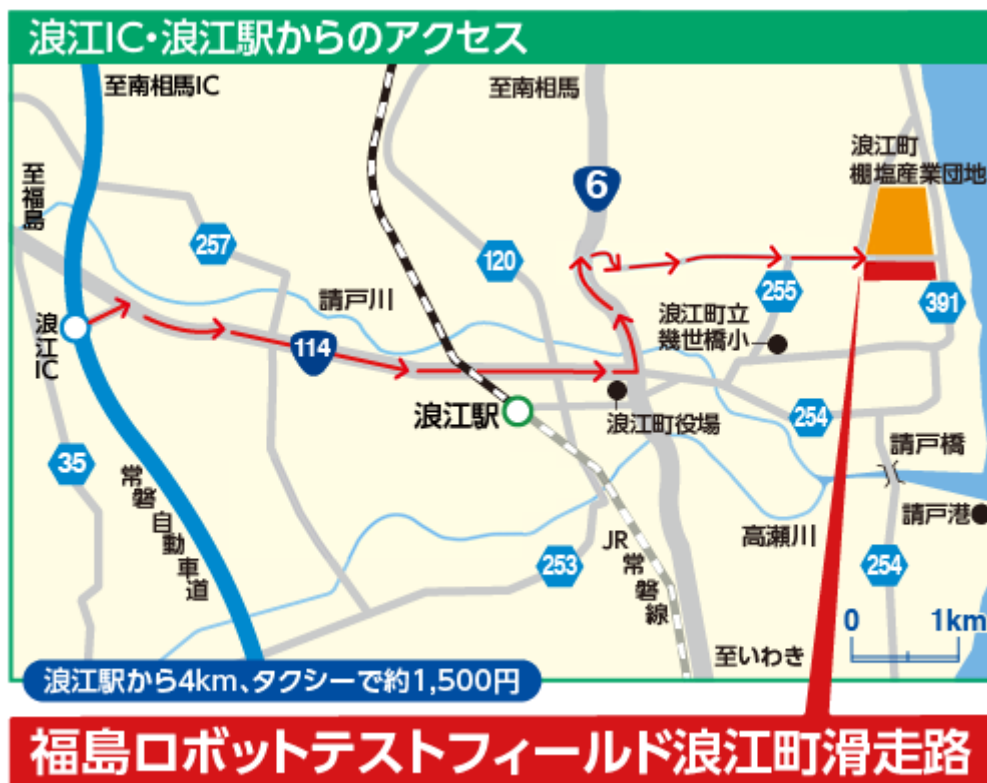 浪江IC・浪江駅からのアクセス
至南相馬IC
至南相馬
浪江町
棚塩産業団地
至福島
6
257
120
255
391
請戸川
浪江町立
幾世橋小
浪江IC
114
浪江駅
浪江町役場
254
請戸橋
35
常磐自動車道
請戸港
高瀬川
JR常磐線
253
254
0 1km
至いわき
浪江駅から4km、タクシーで約1,500円
福島ロボットテストフィールド浪江町滑走路